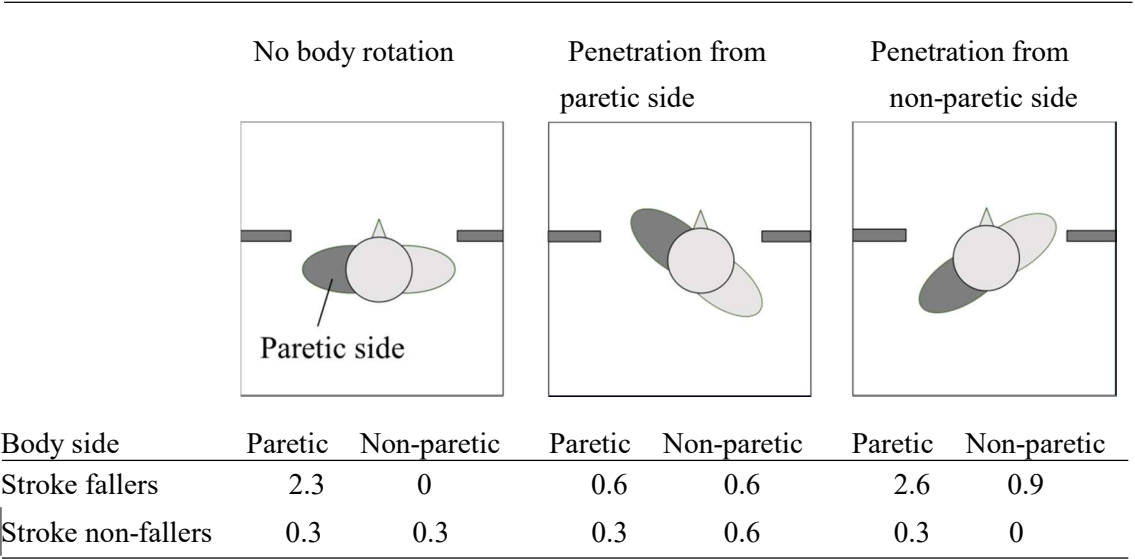 No body rotation Penetration from Penetration from
paretic side non-paretic side
Paretic side
Body side Paretic Non-paretic Paretic Non-paretic Paretic Non-paretic
Stroke fallers 2.3 0 0.6 0.6 2.6 0.9
Stroke non-fallers 0.3 0.3 0.3 0.6 0.3 0